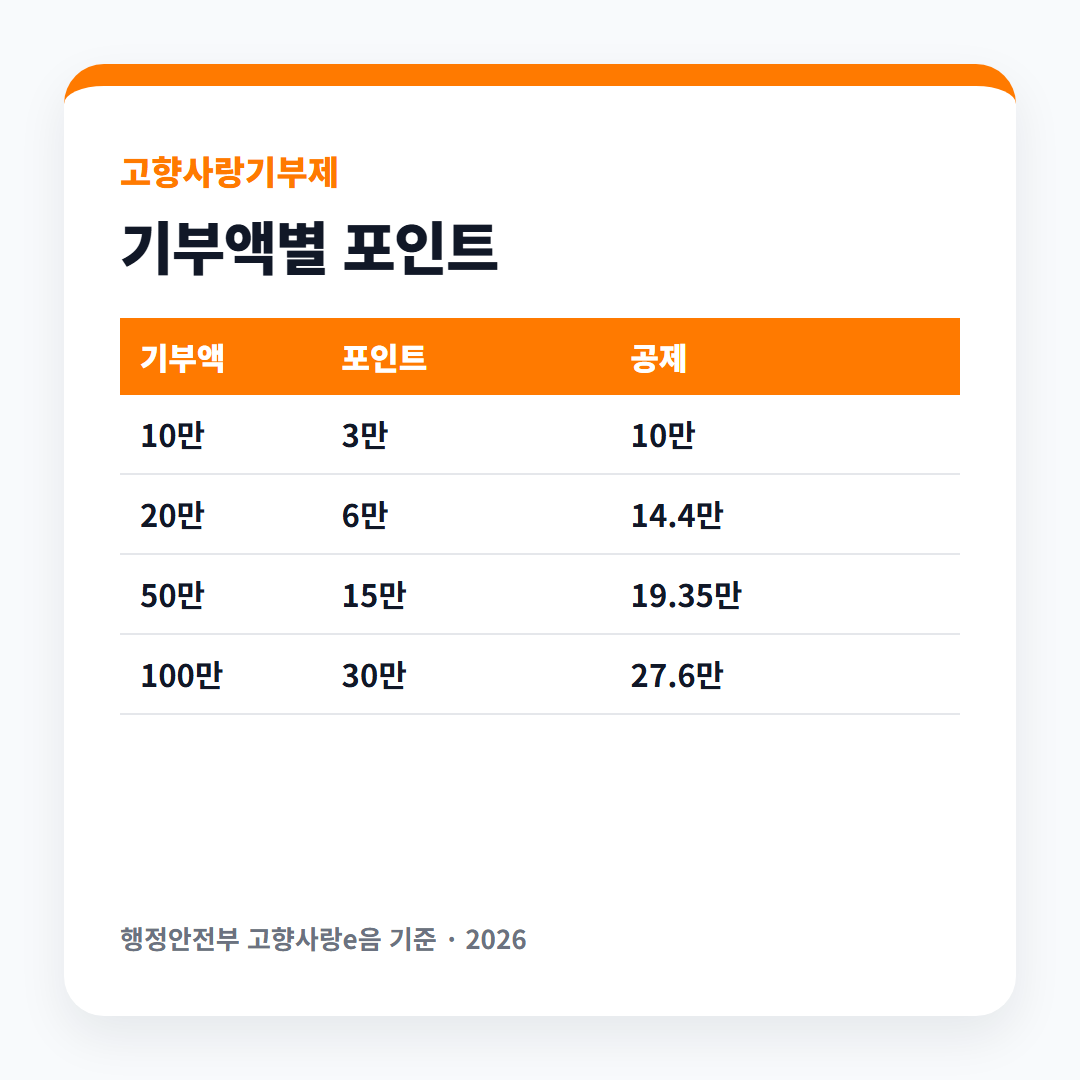 고향사랑기부제
기부액별 포인트
기부액 포인트 공제
10만 3만 10만
20만 6만 14.4만
50만 15만 19.35만
100만 30만 27.6만
행정안전부 고향사랑e음 기준 · 2026